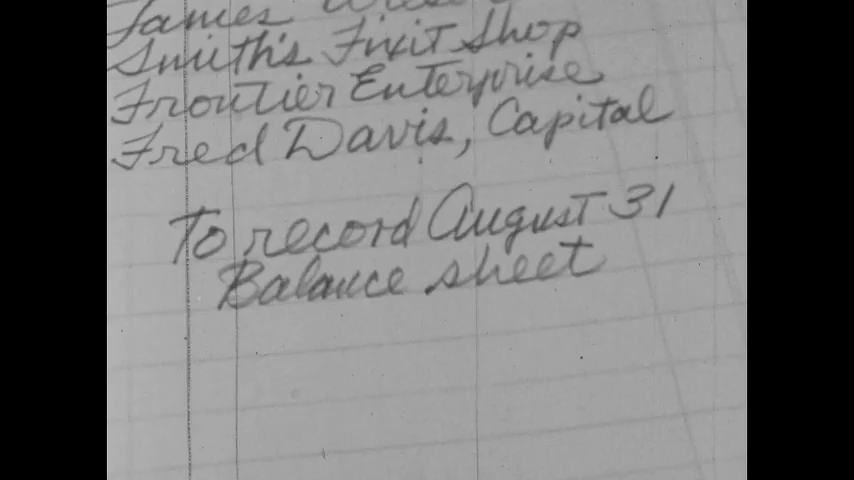 James
Smith's Fixit Shop
Frontier Enterprise
Fred Davis, Capital
To record August 31
Balance sheet